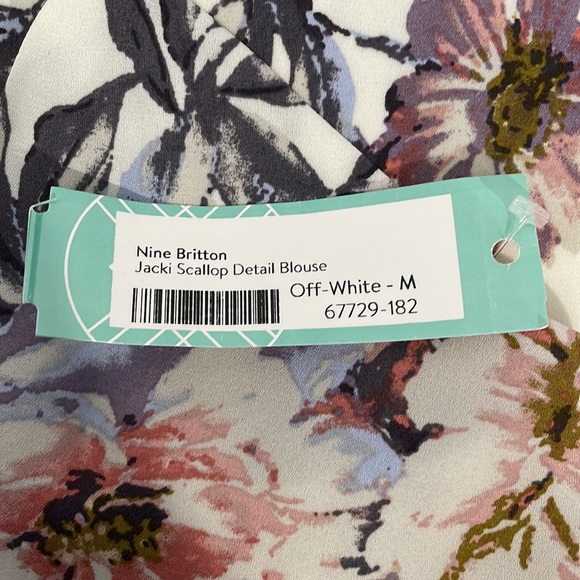 Nine Britton
Jacki Scallop Detail Blouse
Off-White - M
67729-182